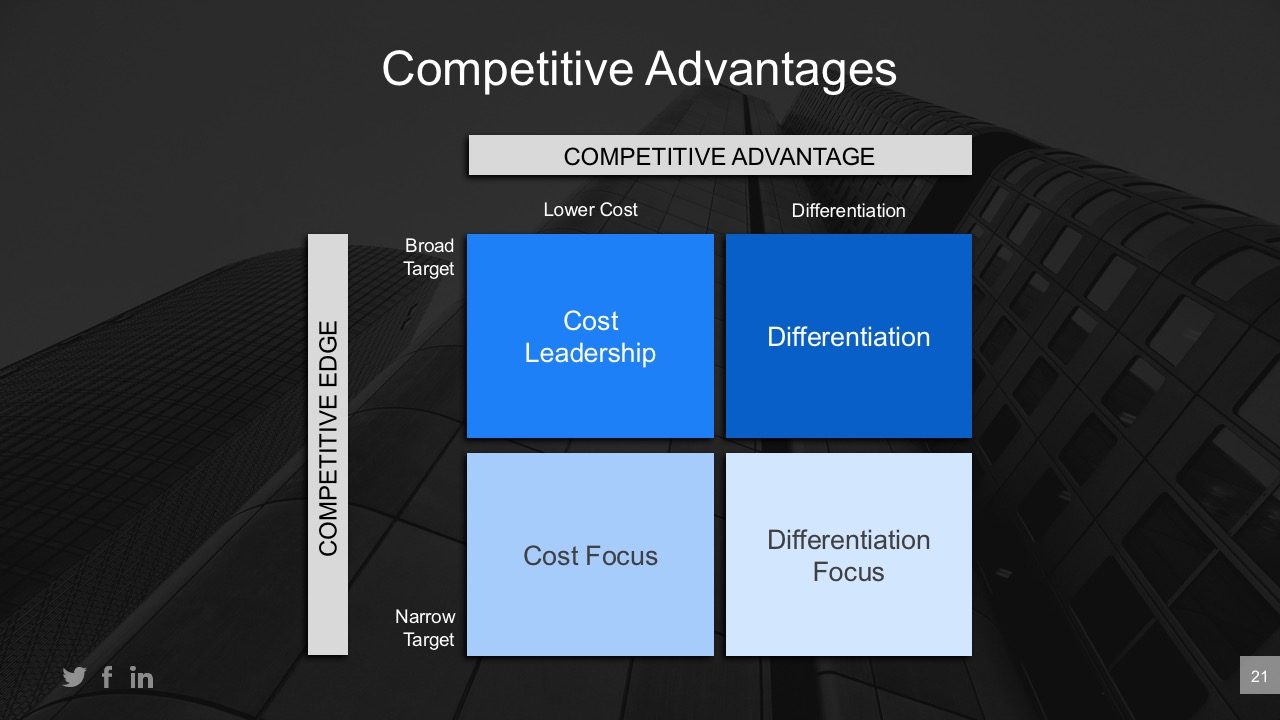 Competitive Advantages
COMPETITIVE ADVANTAGE
Lower Cost
Differentiation
COMPETITIVE EDGE
Broad
Target
Cost
Leadership
Differentiation
Cost Focus
Differentiation
Focus
Narrow
Target
21